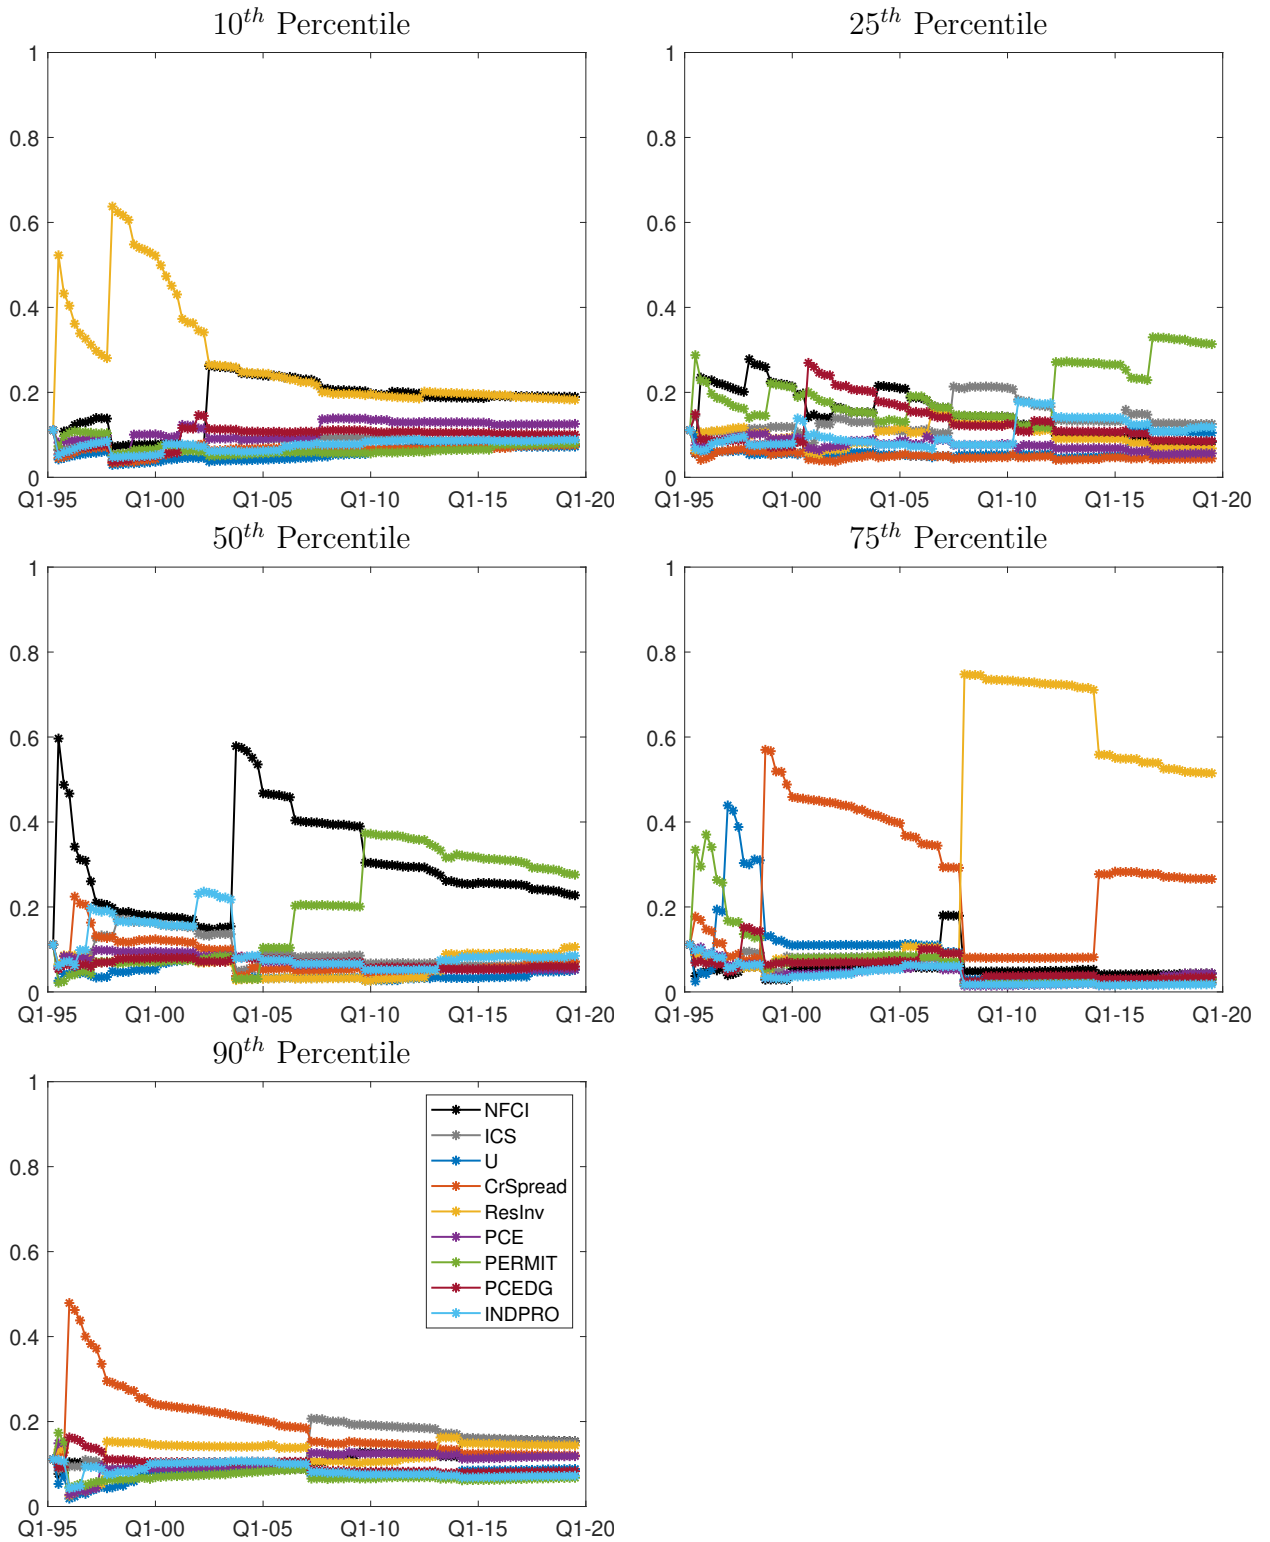 10th Percentile
1
0.8
0.6
0.4
0.2
0
Q1-95 Q1-00 Q1-05 Q1-10 Q1-15 Q1-20
25th Percentile
1
0.8
0.6
0.4
0.2
0
Q1-95 Q1-00 Q1-05 Q1-10 Q1-15 Q1-20
50th Percentile
1
0.8
0.6
0.4
0.2
0
Q1-95 Q1-00 Q1-05 Q1-10 Q1-15 Q1-20
75th Percentile
1
0.8
0.6
0.4
0.2
0
Q1-95 Q1-00 Q1-05 Q1-10 Q1-15 Q1-20
90th Percentile
1
0.8
0.6
0.4
0.2
0
Q1-95 Q1-00 Q1-05 Q1-10 Q1-15 Q1-20
NFCI
ICS
U
CrSpread
ResInv
PCE
PERMIT
PCEDG
INDPRO